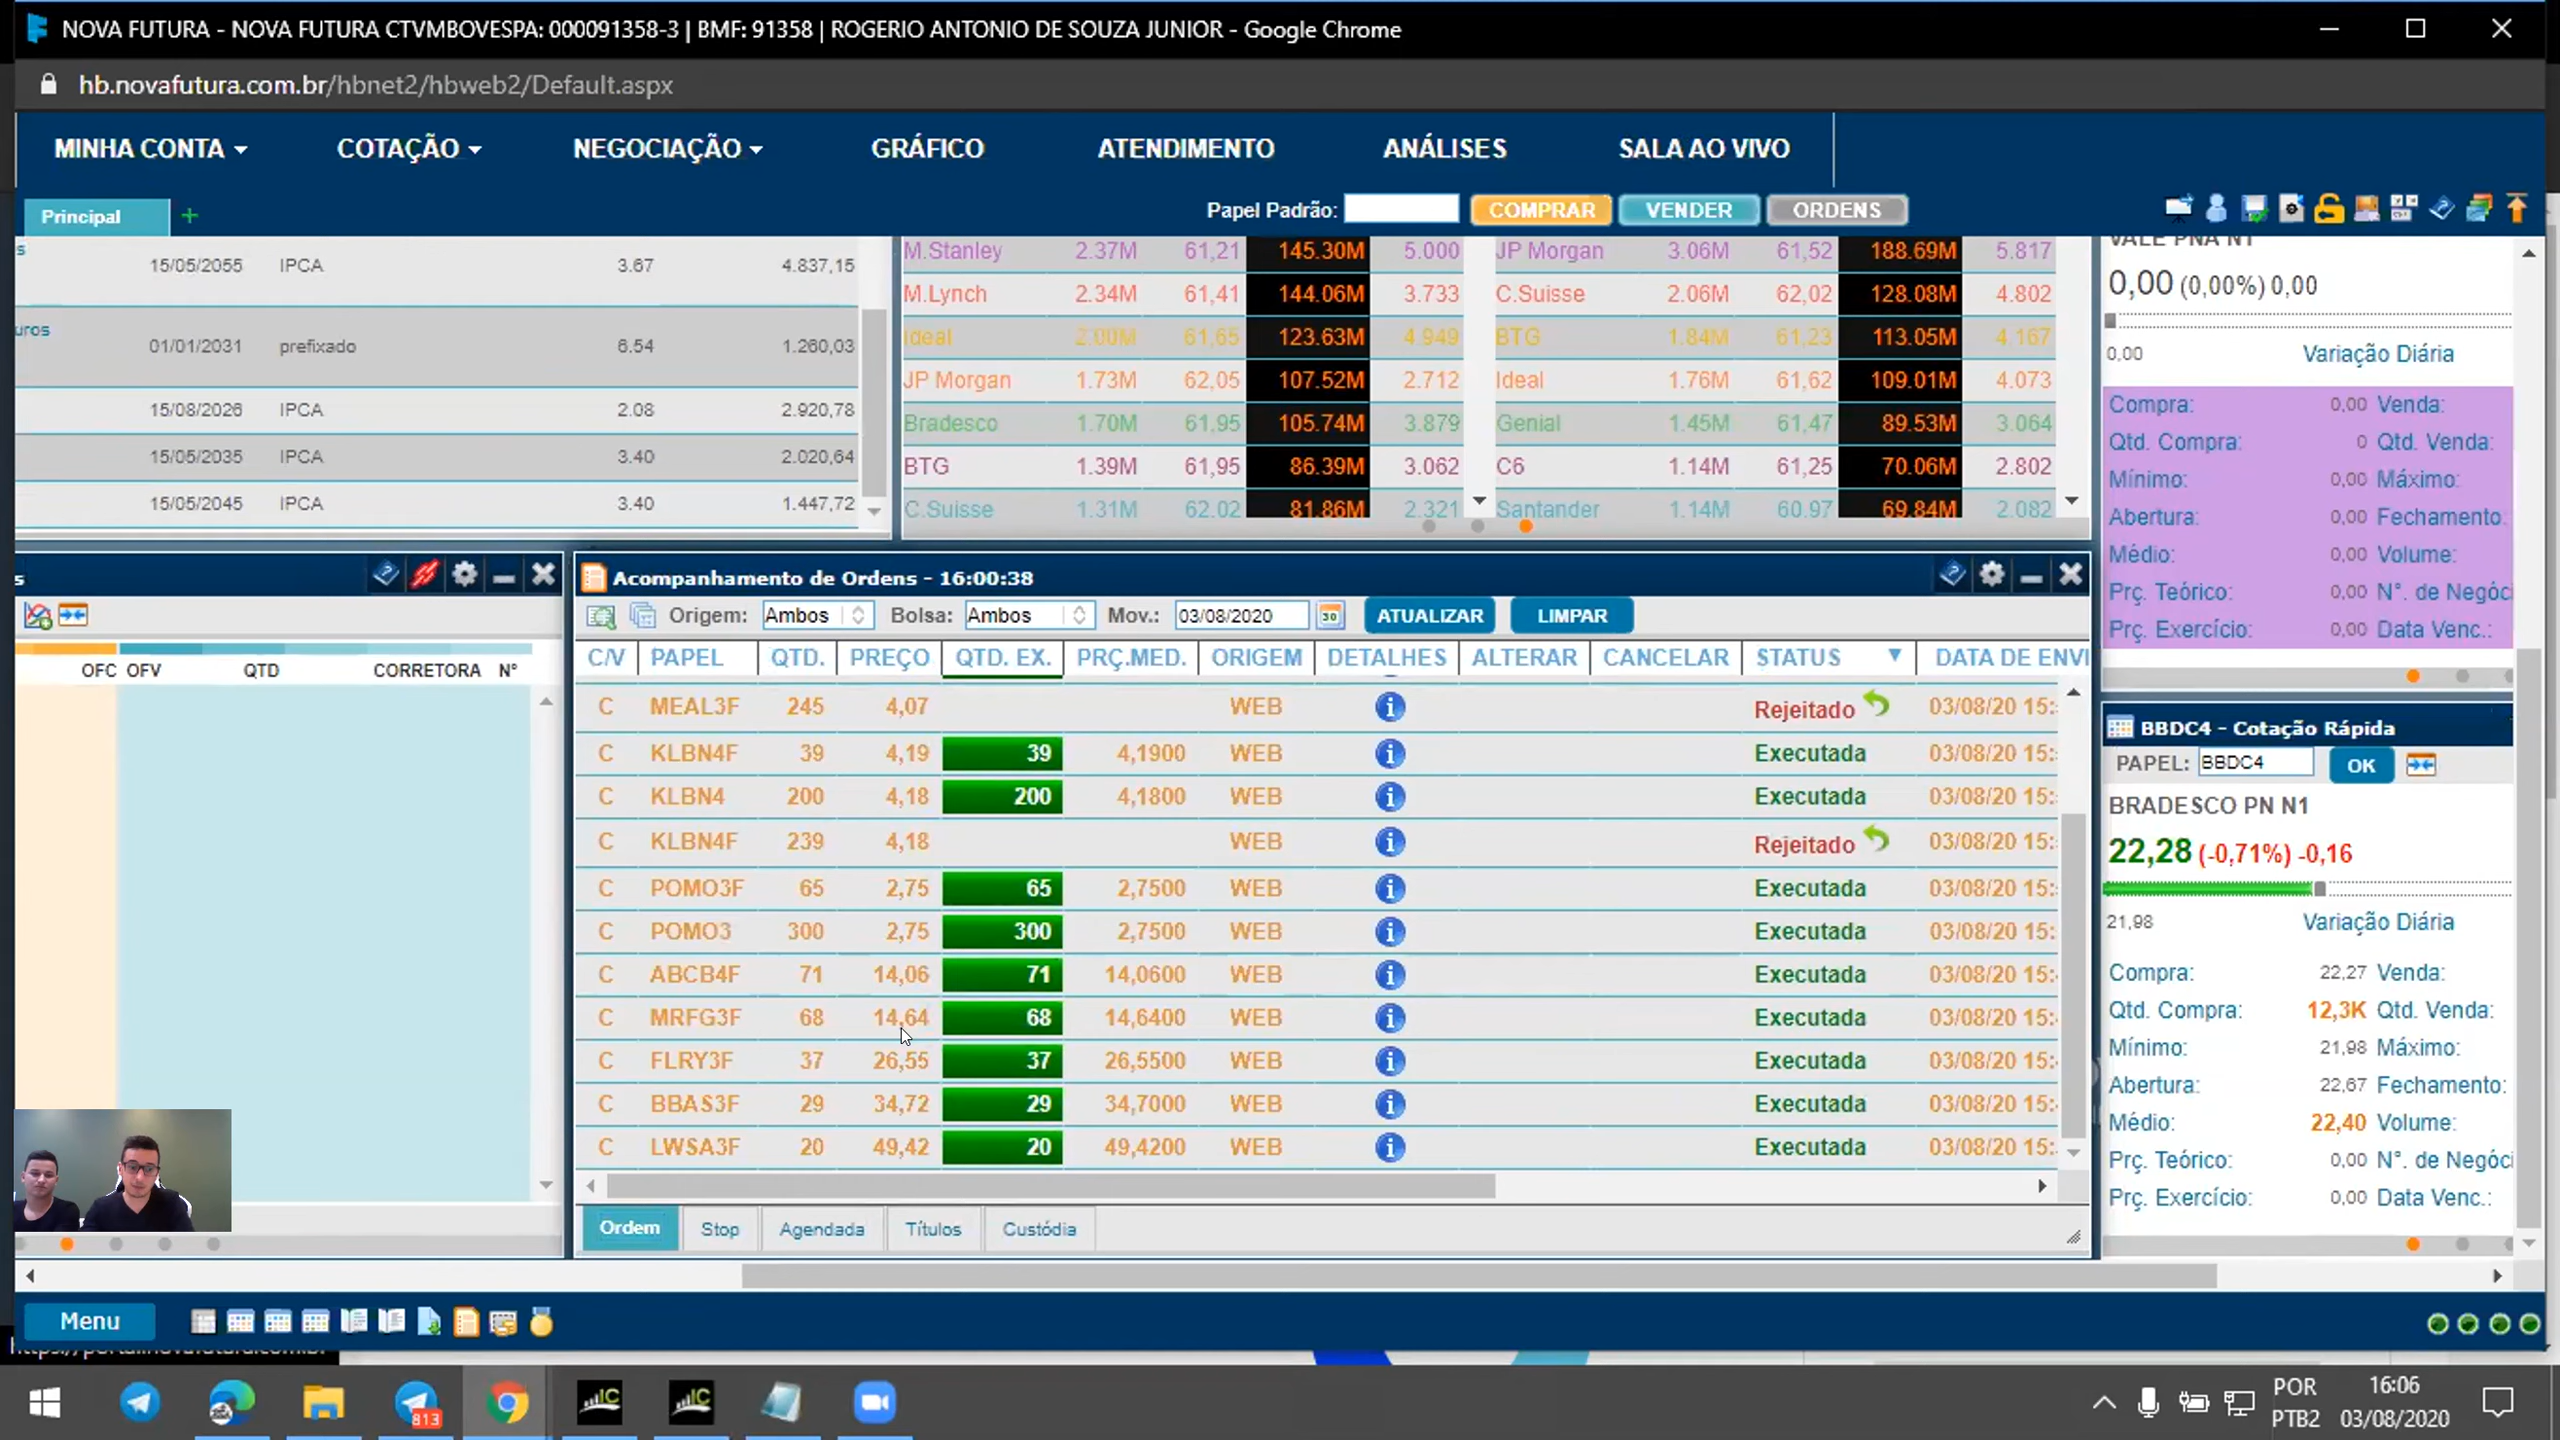 NOVA FUTURA - NOVA FUTURA CTVMBOVESPA: 000091358-3 | BMF: 91358 | ROGERIO ANTONIO DE SOUZA JUNIOR - Google Chrome
hb.novafutura.com.br/hbnet2/hbweb2/Default.aspx
MINHA CONTA COTAÇÃO NEGOCIAÇÃO GRÁFICO ATENDIMENTO ANÁLISES SALA AO VIVO
Principal + Papel Padrão: COMPRAR VENDER ORDENS
s 15/05/2055 IPCA 3.67 4.837,15
uros 01/01/2031 prefixado 6.54 1.260,03
15/08/2026 IPCA 2.08 2.920,78
15/05/2035 IPCA 3.40 2.020,64
15/05/2045 IPCA 3.40 1.447,72
M.Stanley 2.37M 61,21 145.30M 5.000 JP Morgan 3.06M 61,52 188.69M 5.817
M.Lynch 2.34M 61,41 144.06M 3.733 C.Suisse 2.06M 62,02 128.08M 4.802
Ideal 2.00M 61,65 123.63M 4.949 BTG 1.84M 61,23 113.05M 4.167
JP Morgan 1.73M 62,05 107.52M 2.712 Ideal 1.76M 61,62 109.01M 4.073
Bradesco 1.70M 61,95 105.74M 3.879 Genial 1.45M 61,47 89.53M 3.064
BTG 1.39M 61,95 86.39M 3.062 C6 1.14M 61,25 70.06M 2.802
C.Suisse 1.31M 62.02 81.86M 2.321 Santander 1.14M 60.97 69.84M 2.082
VALE PNA N1
0,00 (0,00%) 0,00
0,00 Variação Diária
Compra: 0,00 Venda:
Qtd. Compra: 0 Qtd. Venda:
Mínimo: 0,00 Máximo:
Abertura: 0,00 Fechamento:
Médio: 0,00 Volume:
Prç. Teórico: 0,00 N°. de Negóci
Prç. Exercício: 0,00 Data Venc.:
s
OFC OFV QTD CORRETORA N°
Acompanhamento de Ordens - 16:00:38
Origem: Ambos Bolsa: Ambos Mov.: 03/08/2020 30 ATUALIZAR LIMPAR
C/V PAPEL QTD. PREÇO QTD. EX. PRÇ.MED. ORIGEM DETALHES ALTERAR CANCELAR STATUS DATA DE ENVI
C MEAL3F 245 4,07 WEB Rejeitado 03/08/20 15:
C KLBN4F 39 4,19 39 4,1900 WEB Executada 03/08/20 15:
C KLBN4 200 4,18 200 4,1800 WEB Executada 03/08/20 15:
C KLBN4F 239 4,18 WEB Rejeitado 03/08/20 15:
C POMO3F 65 2,75 65 2,7500 WEB Executada 03/08/20 15:
C POMO3 300 2,75 300 2,7500 WEB Executada 03/08/20 15:
C ABCB4F 71 14,06 71 14,0600 WEB Executada 03/08/20 15:
C MRFG3F 68 14,64 68 14,6400 WEB Executada 03/08/20 15:
C FLRY3F 37 26,55 37 26,5500 WEB Executada 03/08/20 15:
C BBAS3F 29 34,72 29 34,7000 WEB Executada 03/08/20 15:
C LWSA3F 20 49,42 20 49,4200 WEB Executada 03/08/20 15:
Ordem Stop Agendada Títulos Custódia
BBDC4 - Cotação Rápida
PAPEL: BBDC4 OK
BRADESCO PN N1
22,28 (-0,71%) -0,16
21,98 Variação Diária
Compra: 22,27 Venda:
Qtd. Compra: 12,3K Qtd. Venda:
Mínimo: 21,98 Máximo:
Abertura: 22,67 Fechamento:
Médio: 22,40 Volume:
Prç. Teórico: 0,00 N°. de Negóci
Prç. Exercício: 0,00 Data Venc.:
Menu
813
IC
IC
POR
PTB2
16:06
03/08/2020